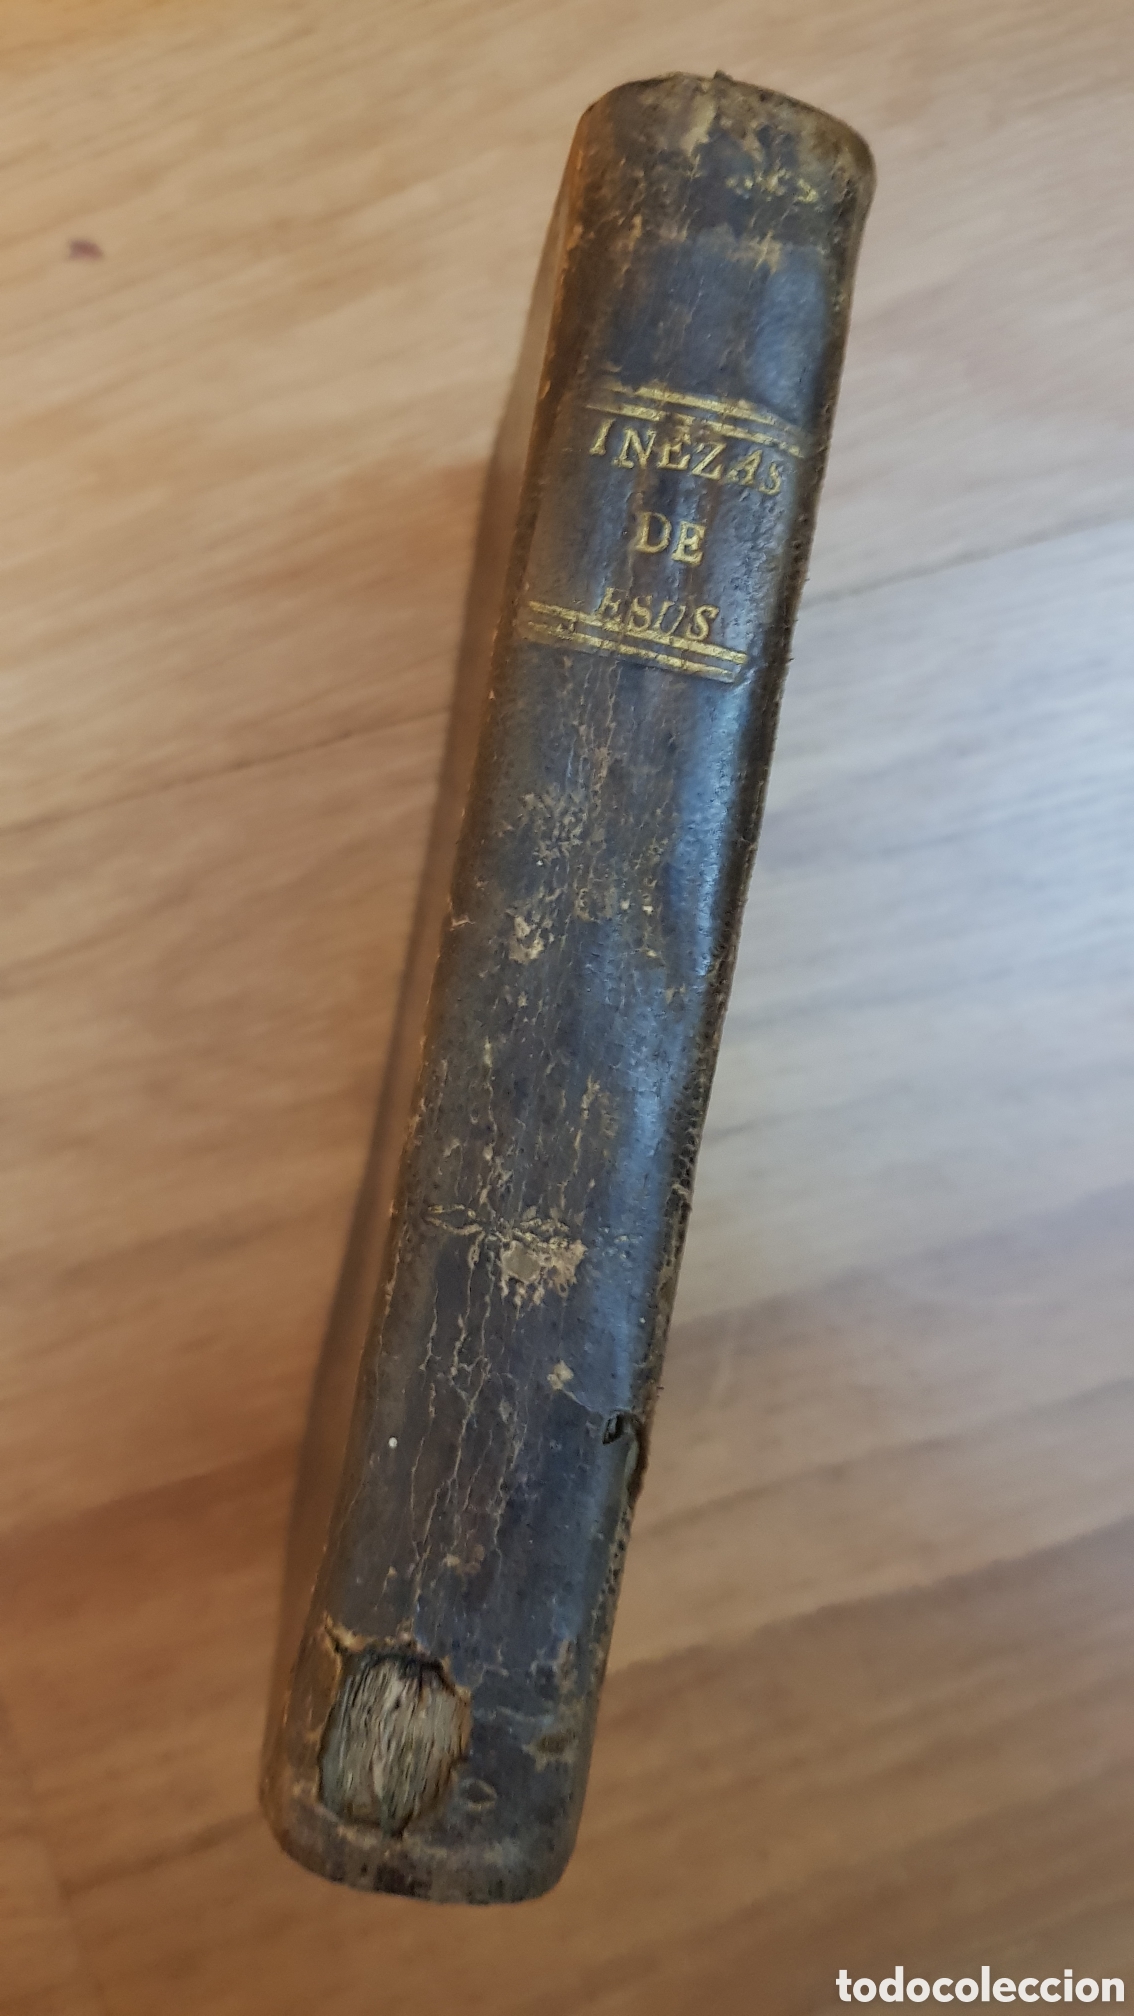 INEZAS
DE
ESUS
todocoleccion